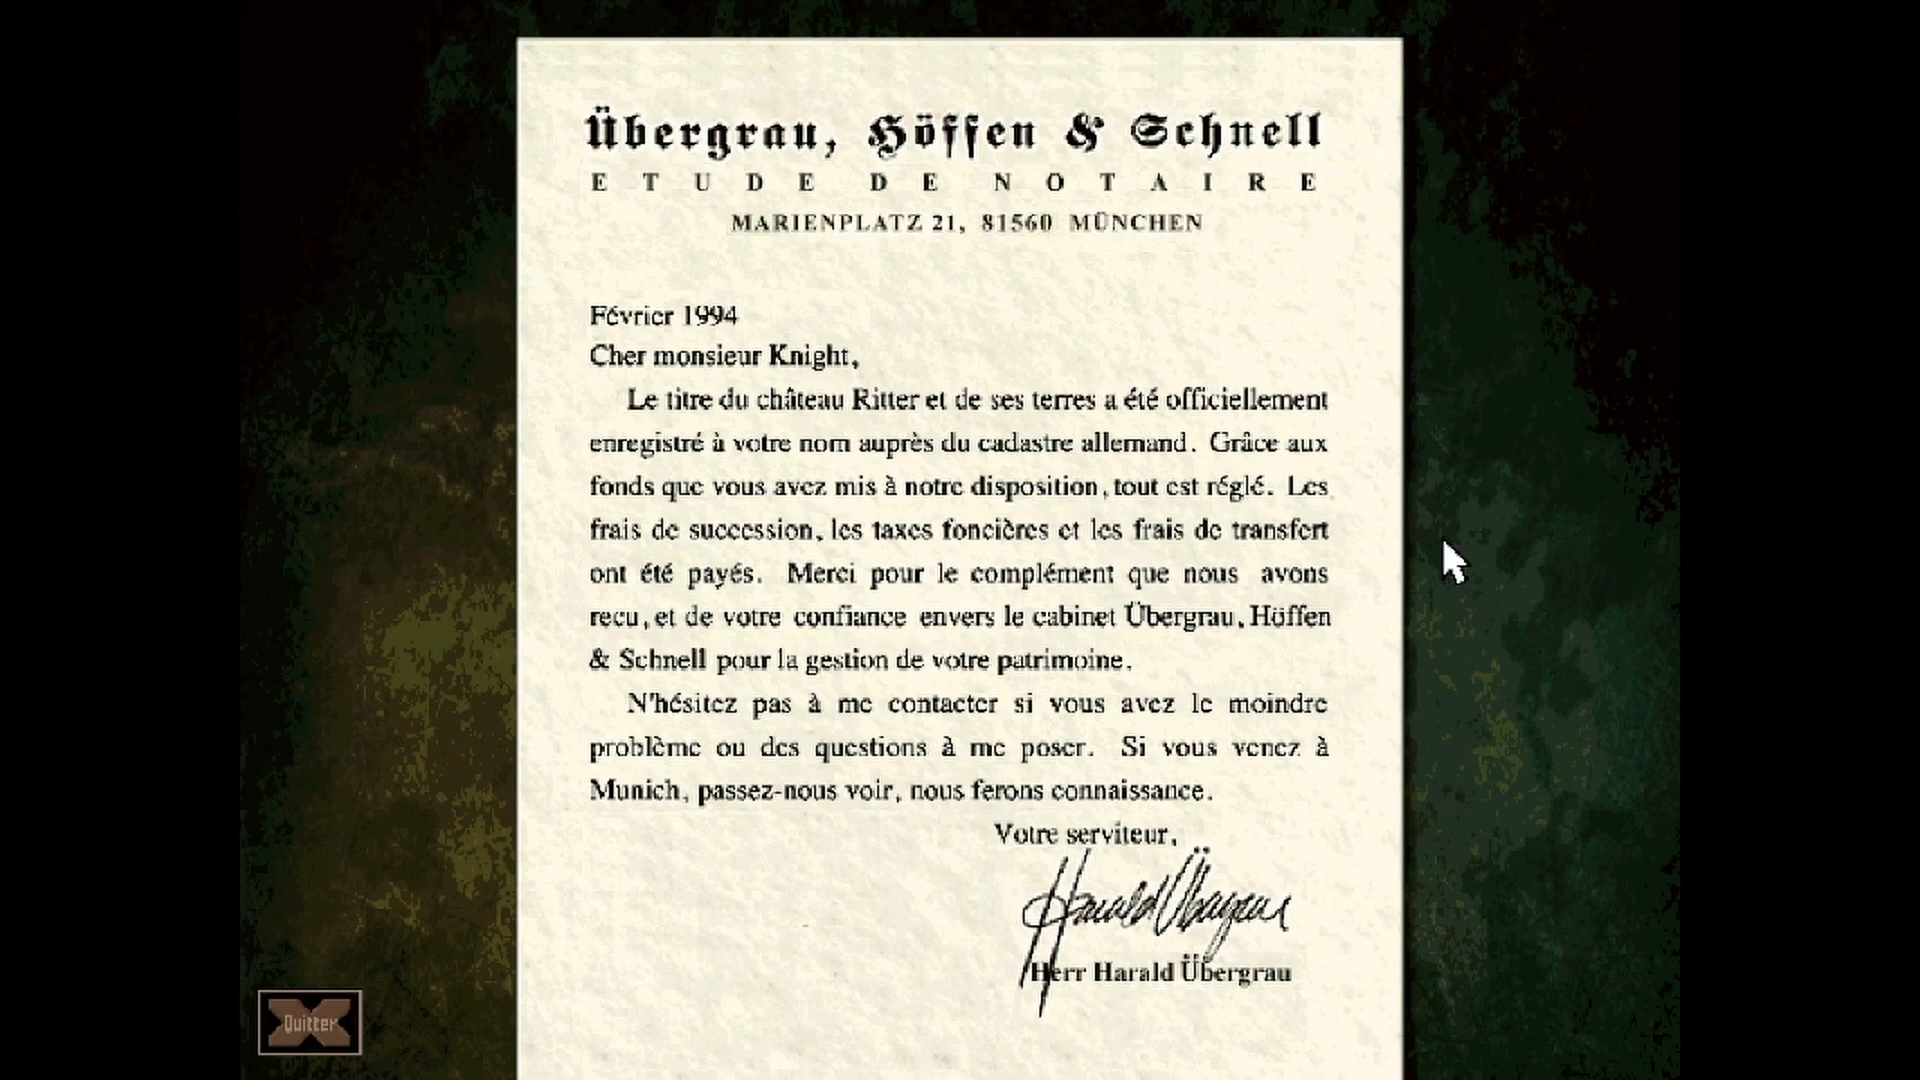 Übergrau, Höffen & Schnell
ETUDE DE NOTAIRE
MARIENPLATZ 21, 81560 MÜNCHEN
Février 1994
Cher monsieur Knight,
Le titre du château Ritter et de ses terres a été officiellement
enregistré à votre nom auprès du cadastre allemand. Grâce aux
fonds que vous avez mis à notre disposition, tout est réglé. Les
frais de succession, les taxes foncières et les frais de transfert
ont été payés. Merci pour le complément que nous avons
recu, et de votre confiance envers le cabinet Übergrau, Höffen
& Schnell pour la gestion de votre patrimoine.
N'hésitez pas à me contacter si vous avez le moindre
problème ou des questions à me poser. Si vous venez à
Munich, passez-nous voir, nous ferons connaissance.
Votre serviteur,
Harald Übergrau
Herr Harald Übergrau
Quitter